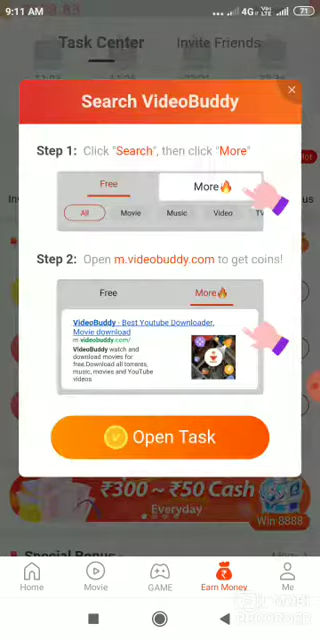 9:11 AM
4G
71
Task Center
Invite Friends
Search VideoBuddy
Step 1: Click "Search", then click "More"
Free
More
All
Movie
Music
Video
TV
Step 2: Open m.videobuddy.com to get coins!
Free
More
VideoBuddy - Best Youtube Downloader,
Movie download
m.videobuddy.com/
VideoBuddy watch and
download movies for
free.Download all torrents,
music, movies and YouTube
videos
Open Task
₹300 ~ ₹50 Cash
Everyday
Win 8888
Special Bonus
Home
Movie
GAME
Earn Money
Me